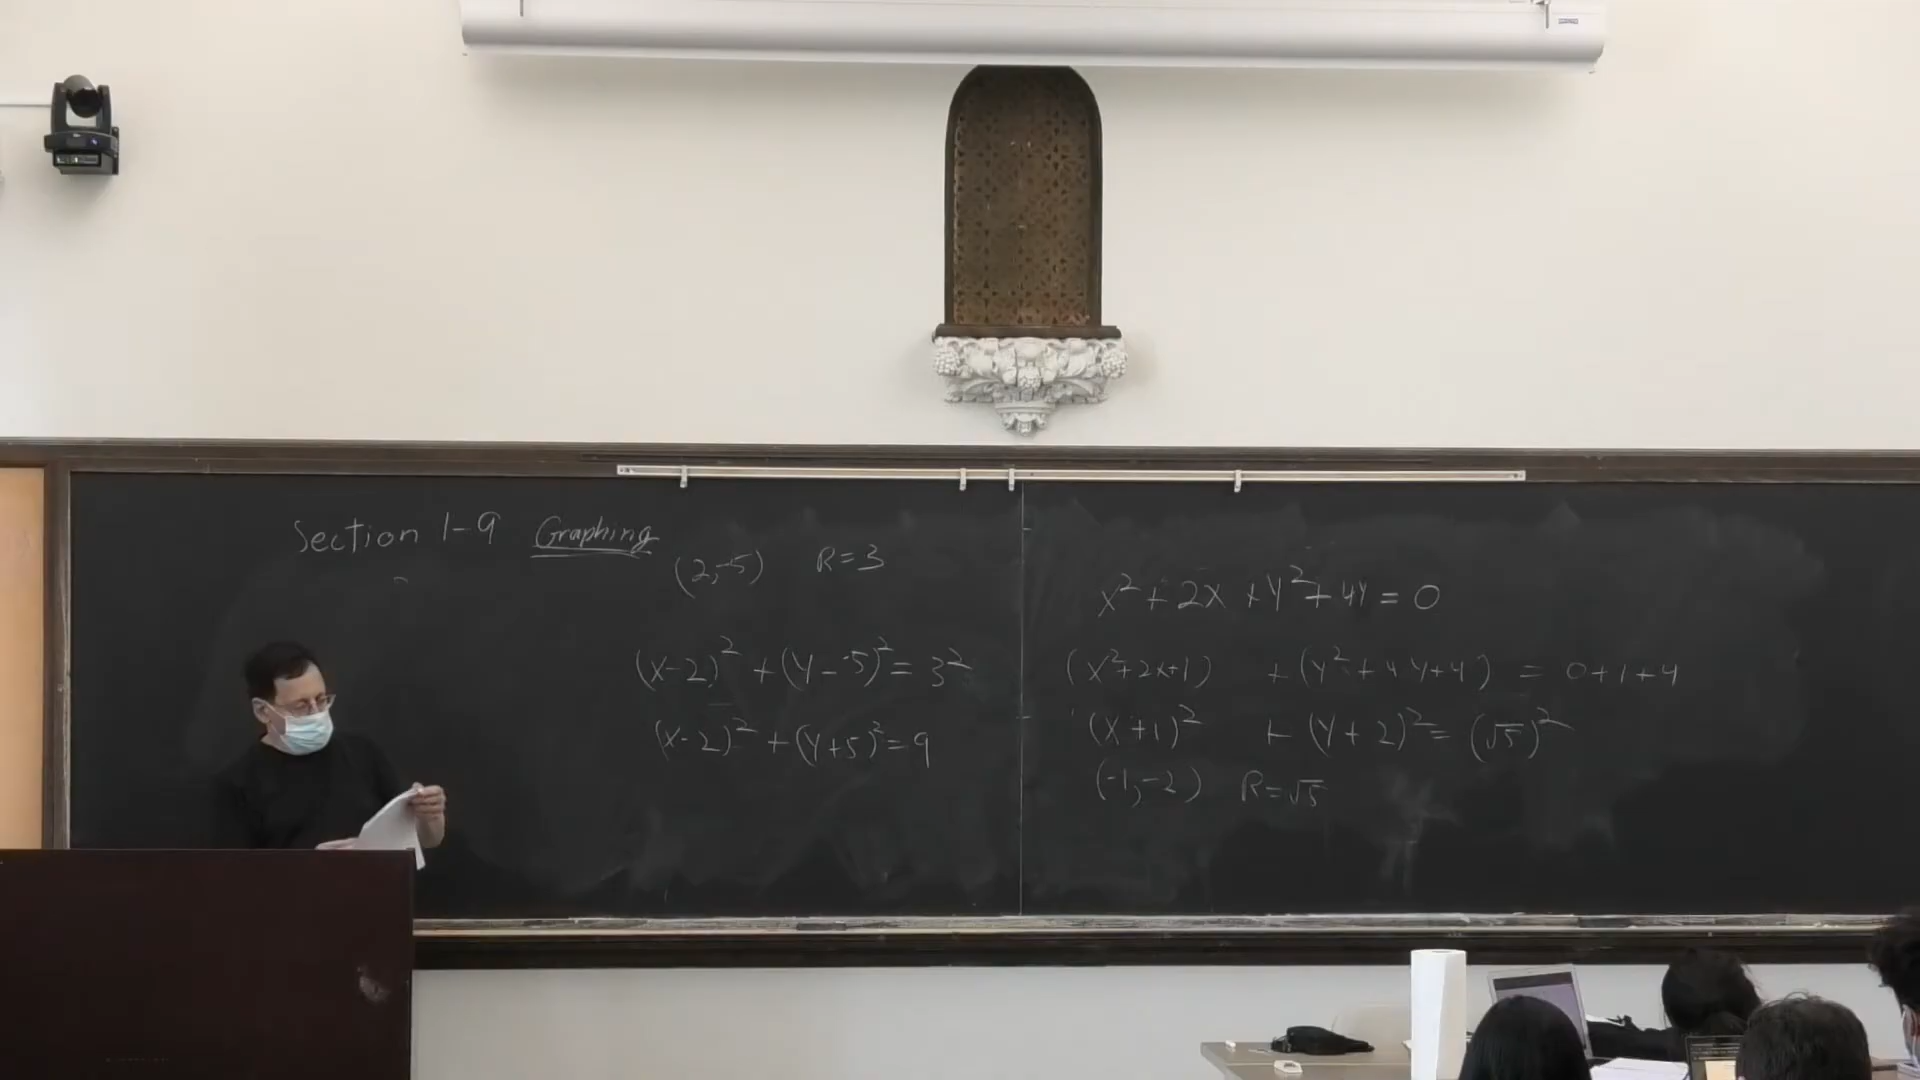 Section 1-9 Graphing
(2,-5) R=3
(x-2)² + (y--5)² = 3²
(x-2)² + (y+5)² = 9
x² + 2x + y² + 4y = 0
(x²+2x+1) + (y²+4y+4) = 0+1+4
(x+1)² + (y+2)² = (√5)²
(-1,-2) R=√5